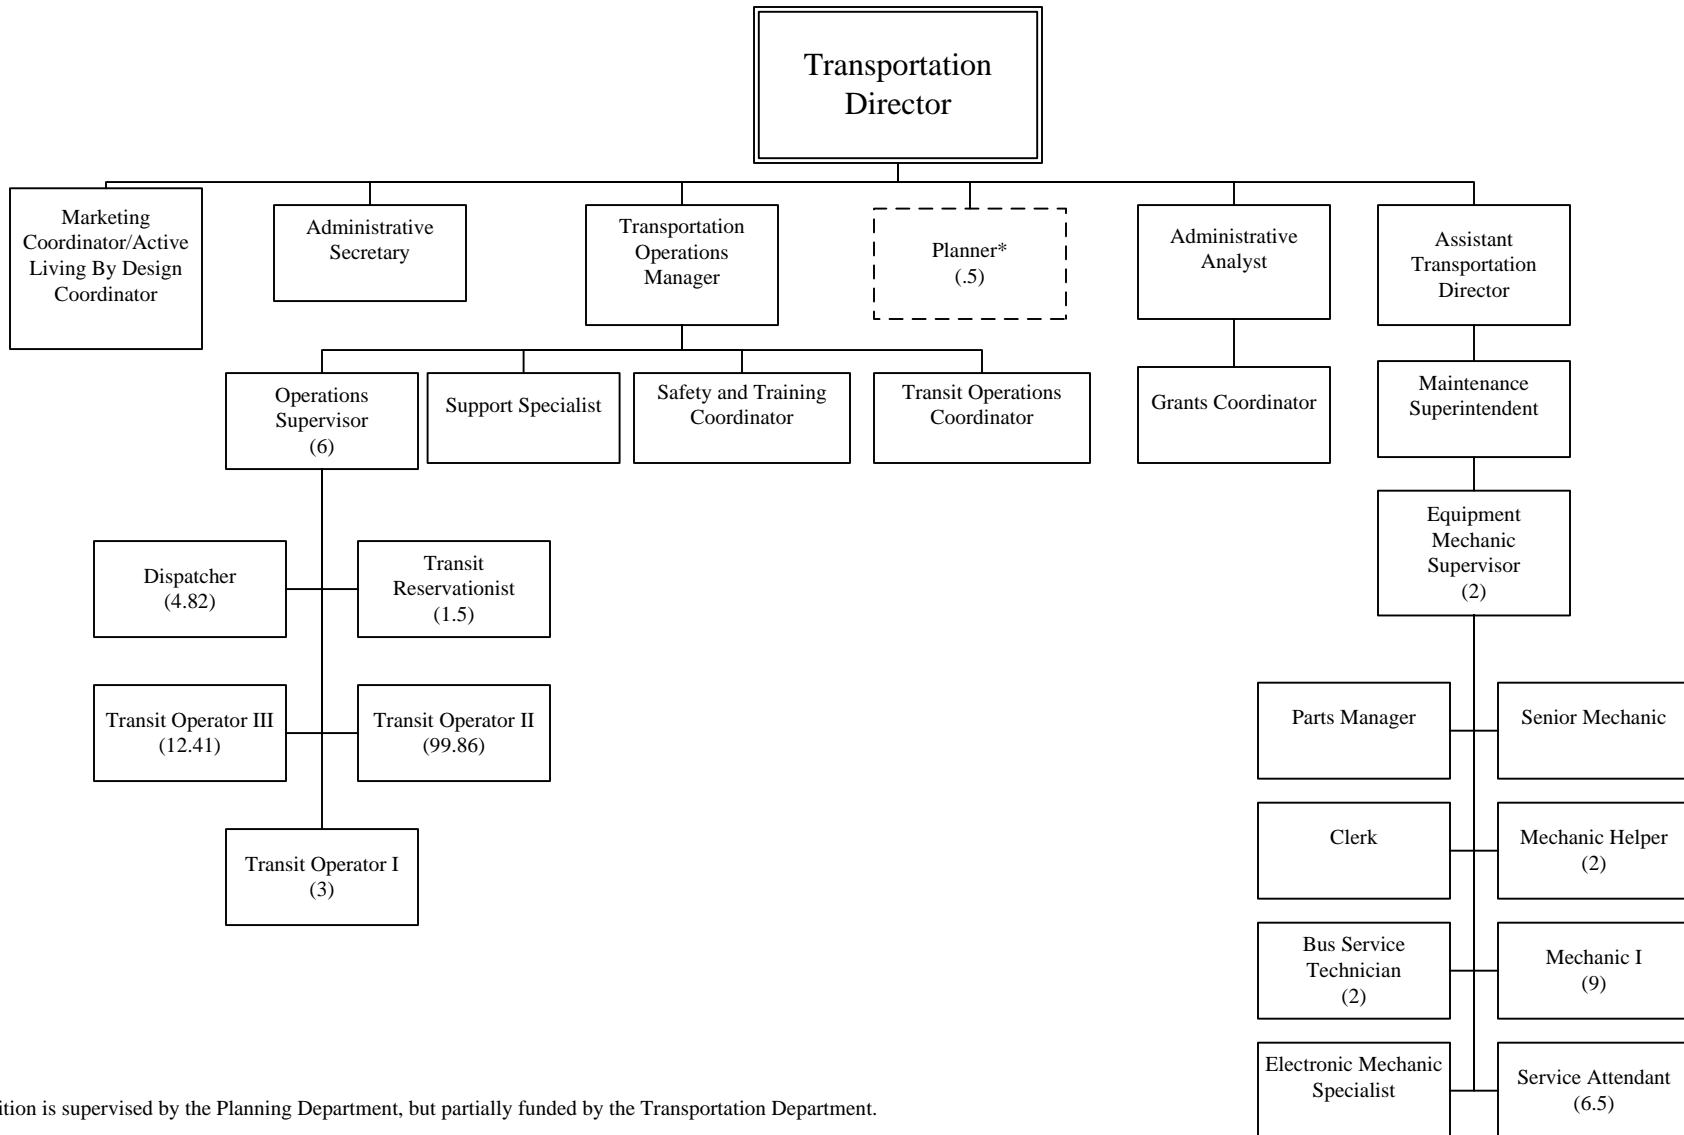 Transportation
Director
Marketing
Coordinator/Active
Living By Design
Coordinator
Administrative
Secretary
Transportation
Operations
Manager
Planner*
(.5)
Administrative
Analyst
Assistant
Transportation
Director
Operations
Supervisor
(6)
Support Specialist
Safety and Training
Coordinator
Transit Operations
Coordinator
Grants Coordinator
Maintenance
Superintendent
Equipment
Mechanic
Supervisor
(2)
Dispatcher
(4.82)
Transit
Reservationist
(1.5)
Transit Operator III
(12.41)
Transit Operator II
(99.86)
Transit Operator I
(3)
Parts Manager
Senior Mechanic
Clerk
Mechanic Helper
(2)
Bus Service
Technician
(2)
Mechanic I
(9)
Electronic Mechanic
Specialist
Service Attendant
(6.5)
is supervised by the Planning Department, but partially funded by the Transportation Department.